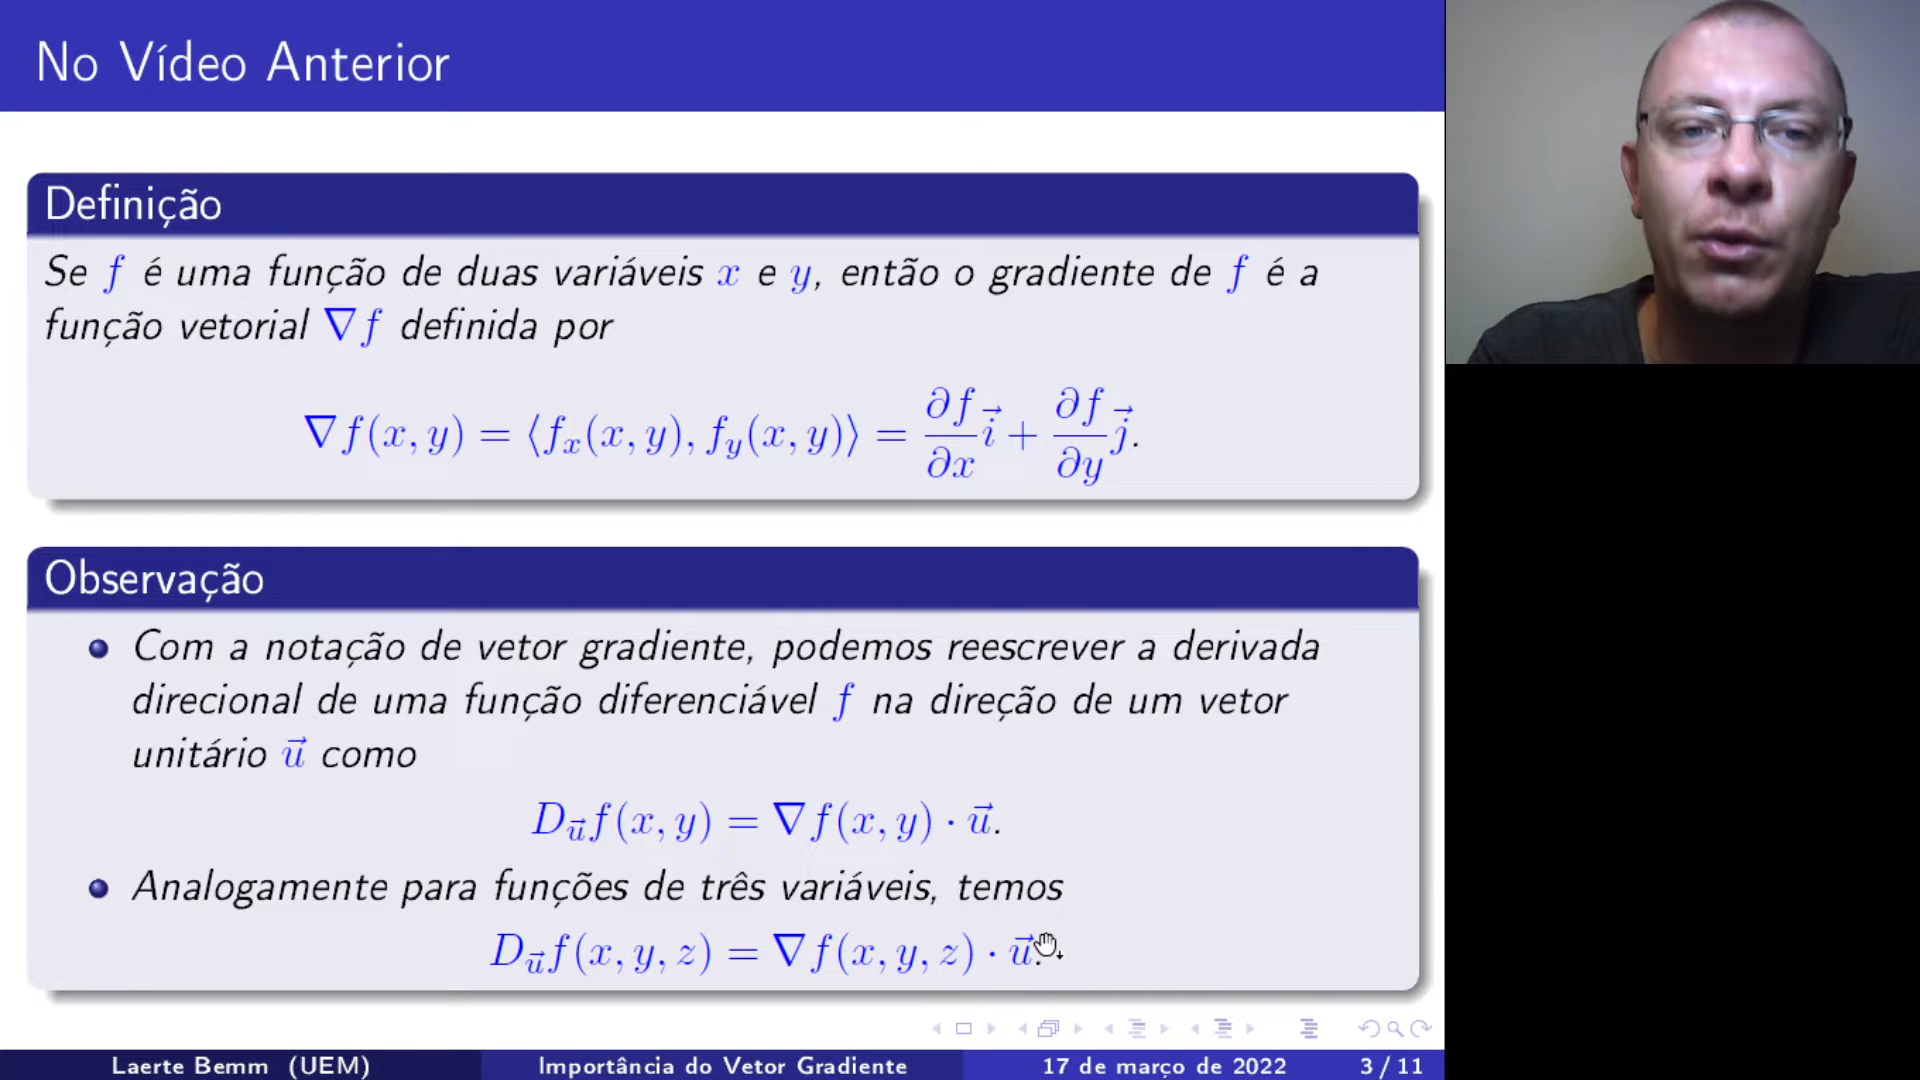 No Vídeo Anterior
Definição
Se f é uma função de duas variáveis x e y, então o gradiente de f é a
função vetorial ∇f definida por
∇f(x, y) = ⟨f_x(x, y), f_y(x, y)⟩ = ∂f/∂x i⃗ + ∂f/∂y j⃗.
Observação
Com a notação de vetor gradiente, podemos reescrever a derivada
direcional de uma função diferenciável f na direção de um vetor
unitário u⃗ como
D_u⃗ f(x, y) = ∇f(x, y) · u⃗.
Analogamente para funções de três variáveis, temos
D_u⃗ f(x, y, z) = ∇f(x, y, z) · u⃗.
Laerte Bemm (UEM) Importância do Vetor Gradiente 17 de março de 2022 3 / 11